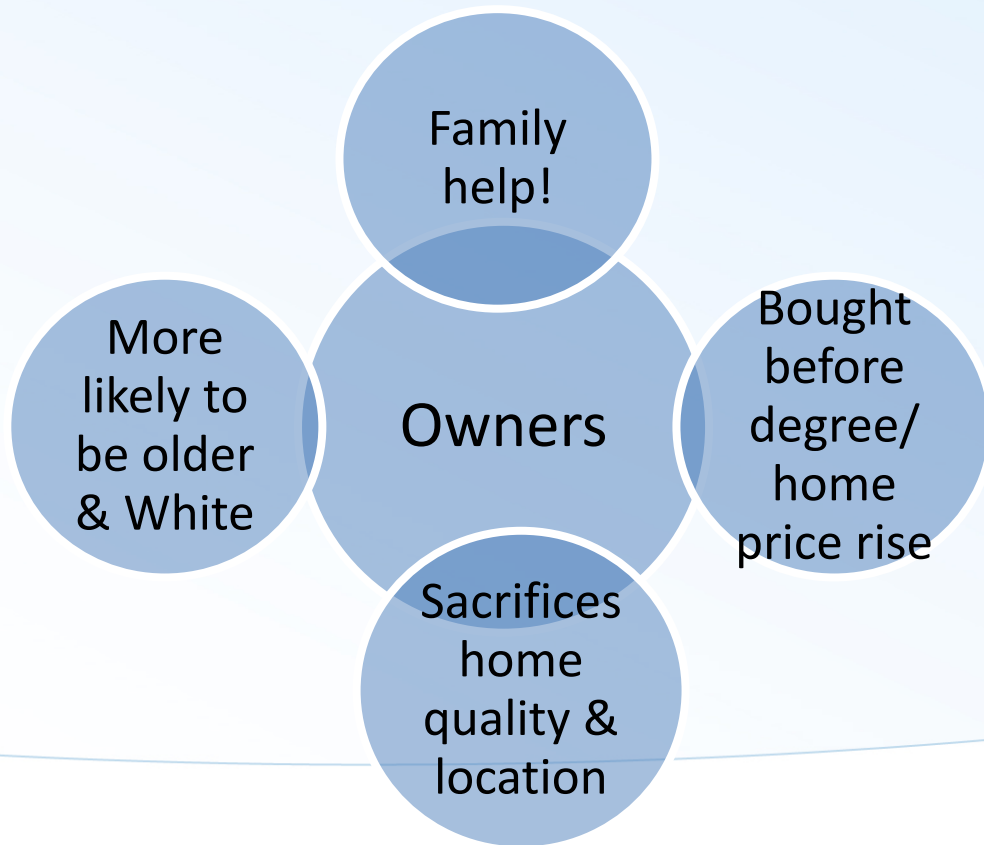 Family
help!
More
likely to
be older
& White
Owners
Bought
before
degree/
home
price rise
Sacrifices
home
quality &
location